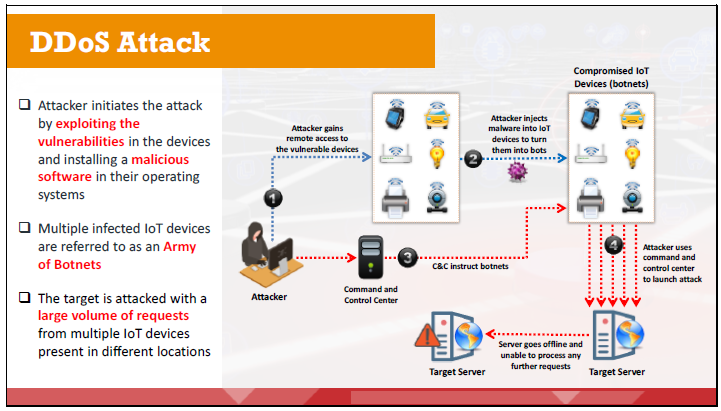 DDoS Attack
❑ Attacker initiates the attack
by exploiting the
vulnerabilities in the devices
and installing a malicious
software in their operating
systems
❑ Multiple infected IoT devices
are referred to as an Army
of Botnets
❑ The target is attacked with a
large volume of requests
from multiple IoT devices
present in different locations
Attacker gains
remote access to
the vulnerable devices
1
Attacker injects
malware into IoT
devices to turn
them into bots
2
Compromised IoT
Devices (botnets)
Attacker
Command and
Control Center
3
C&C instruct botnets
4
Attacker uses
command and
control center
to launch attack
Target Server
Server goes offline and
unable to process any
further requests
Target Server